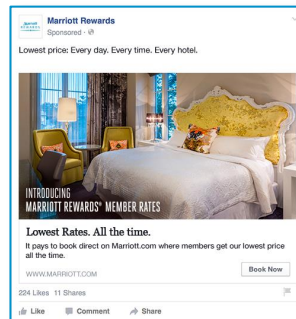 Marriott
REWARDS
Marriott Rewards
Sponsored ·
Lowest price: Every day. Every time. Every hotel.
INTRODUCING
MARRIOTT REWARDS® MEMBER RATES
Lowest Rates. All the time.
It pays to book direct on Marriott.com where members get our lowest price
all the time.
WWW.MARRIOTT.COM
Book Now
224 Likes 11 Shares
Like Comment Share